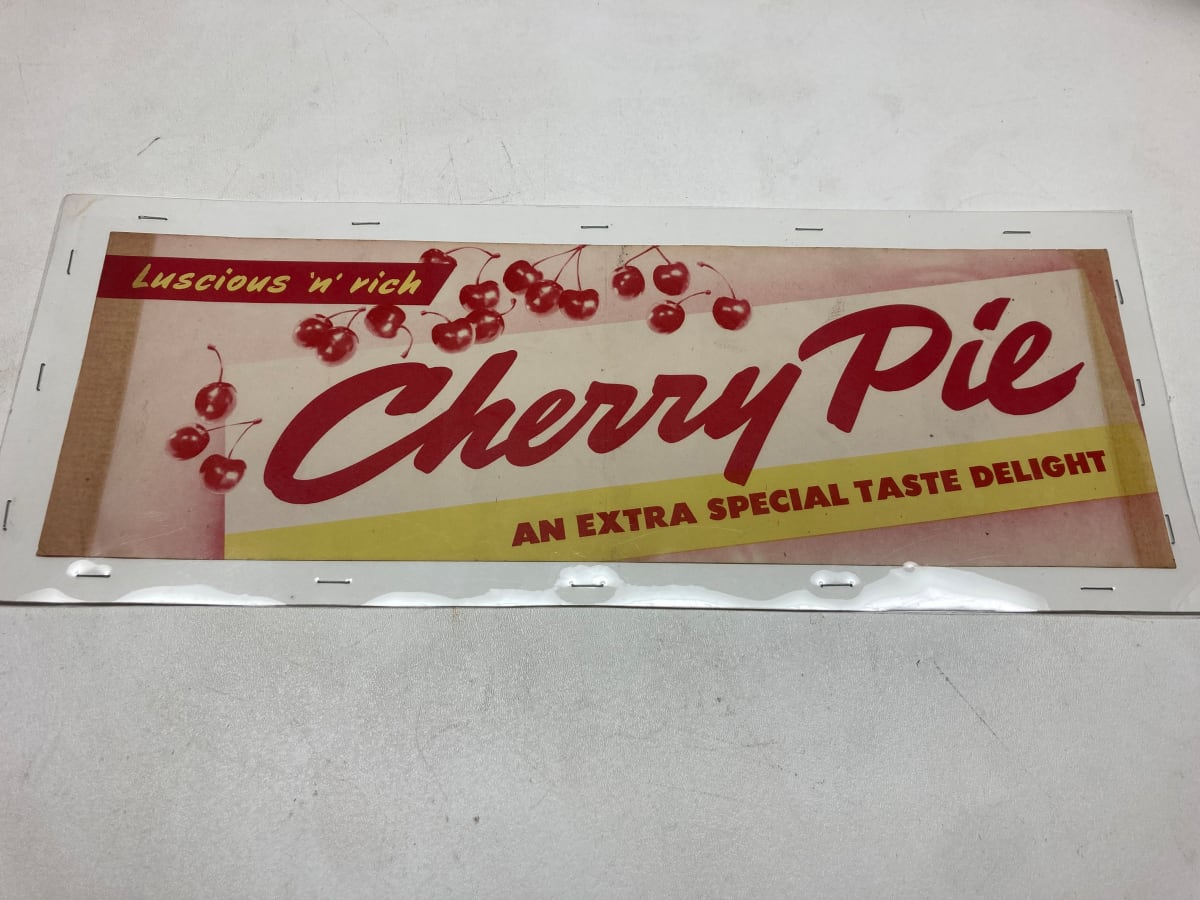 Luscious 'n' rich
Cherry Pie
AN EXTRA SPECIAL TASTE DELIGHT